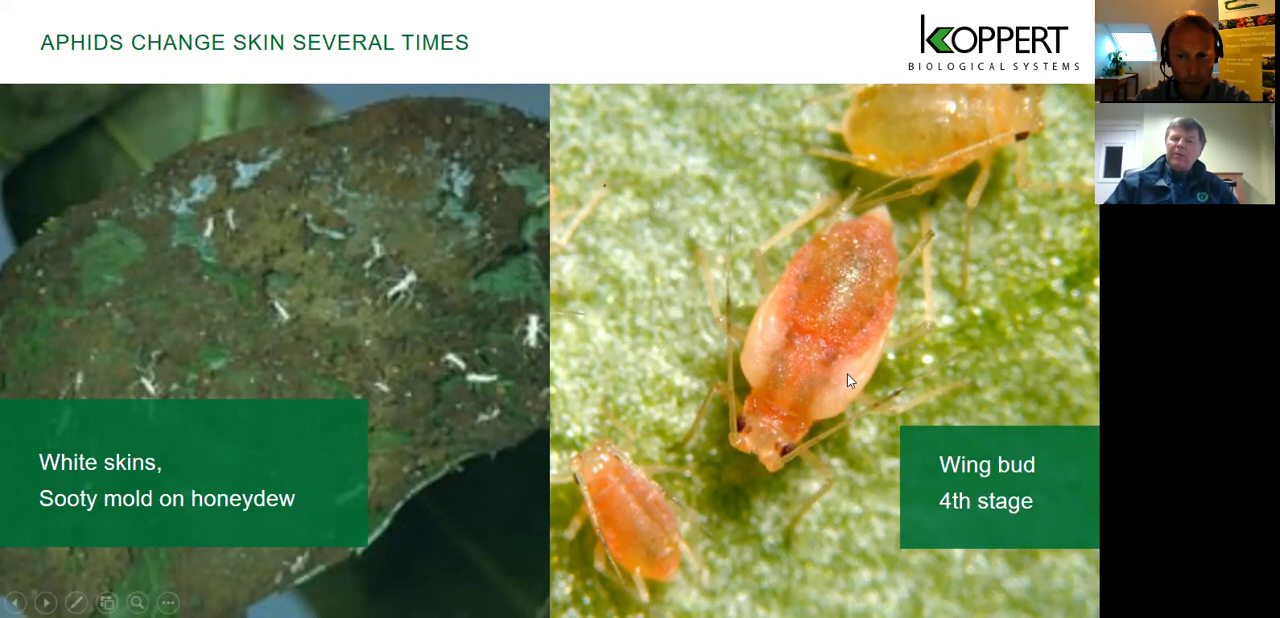 APHIDS CHANGE SKIN SEVERAL TIMES
KOPPERT
BIOLOGICAL SYSTEMS
White skins,
Sooty mold on honeydew
Wing bud
4th stage